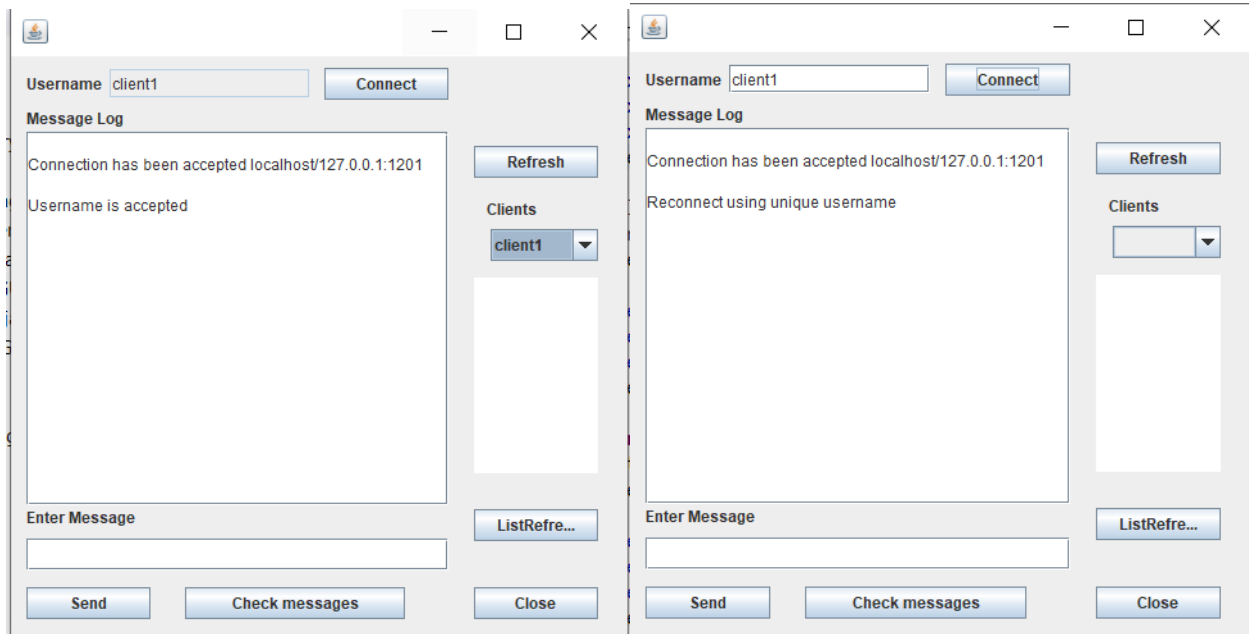 Username client1 Connect
Message Log
Connection has been accepted localhost/127.0.0.1:1201
Username is accepted
Refresh
Clients
client1
Enter Message
ListRefre...
Send Check messages Close
Username client1 Connect
Message Log
Connection has been accepted localhost/127.0.0.1:1201
Reconnect using unique username
Refresh
Clients
Enter Message
ListRefre...
Send Check messages Close